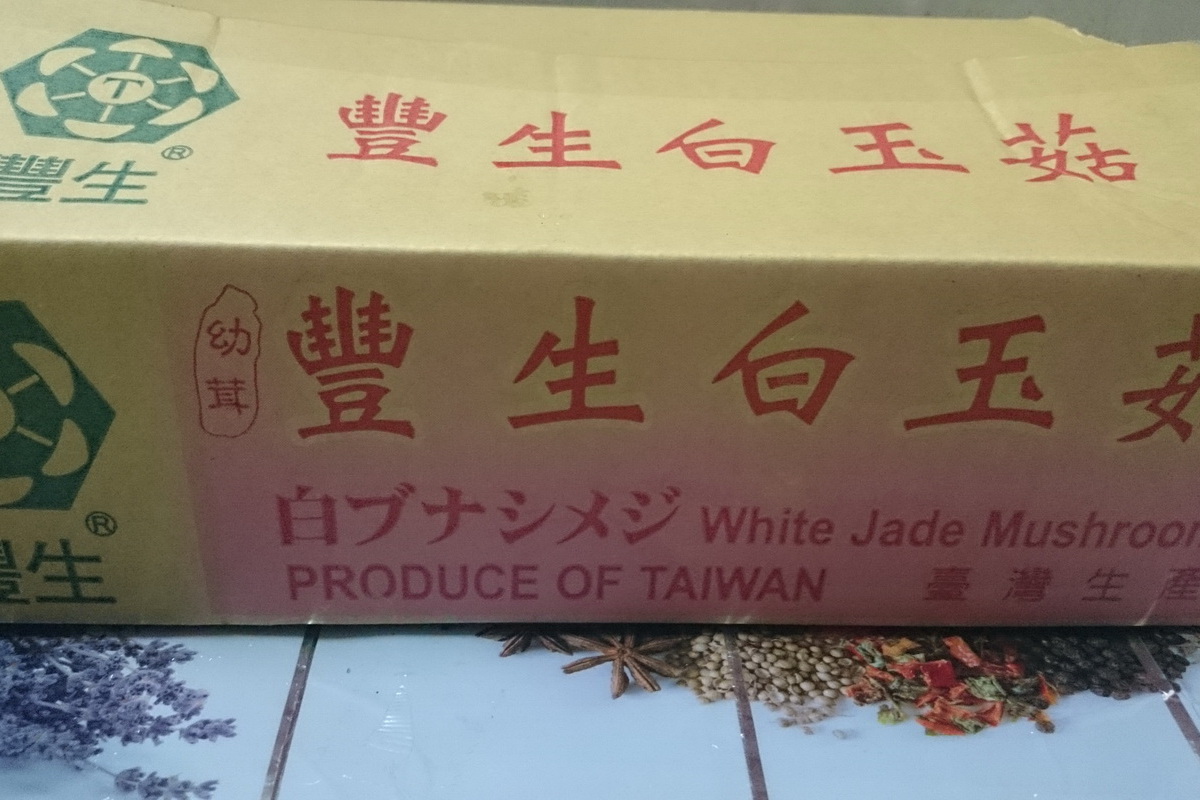 T
豐生®
豐生白玉菇
®
豐生
幼茸
豐生白玉菇
白ブナシメジ White Jade Mushroom
PRODUCE OF TAIWAN 臺灣生產